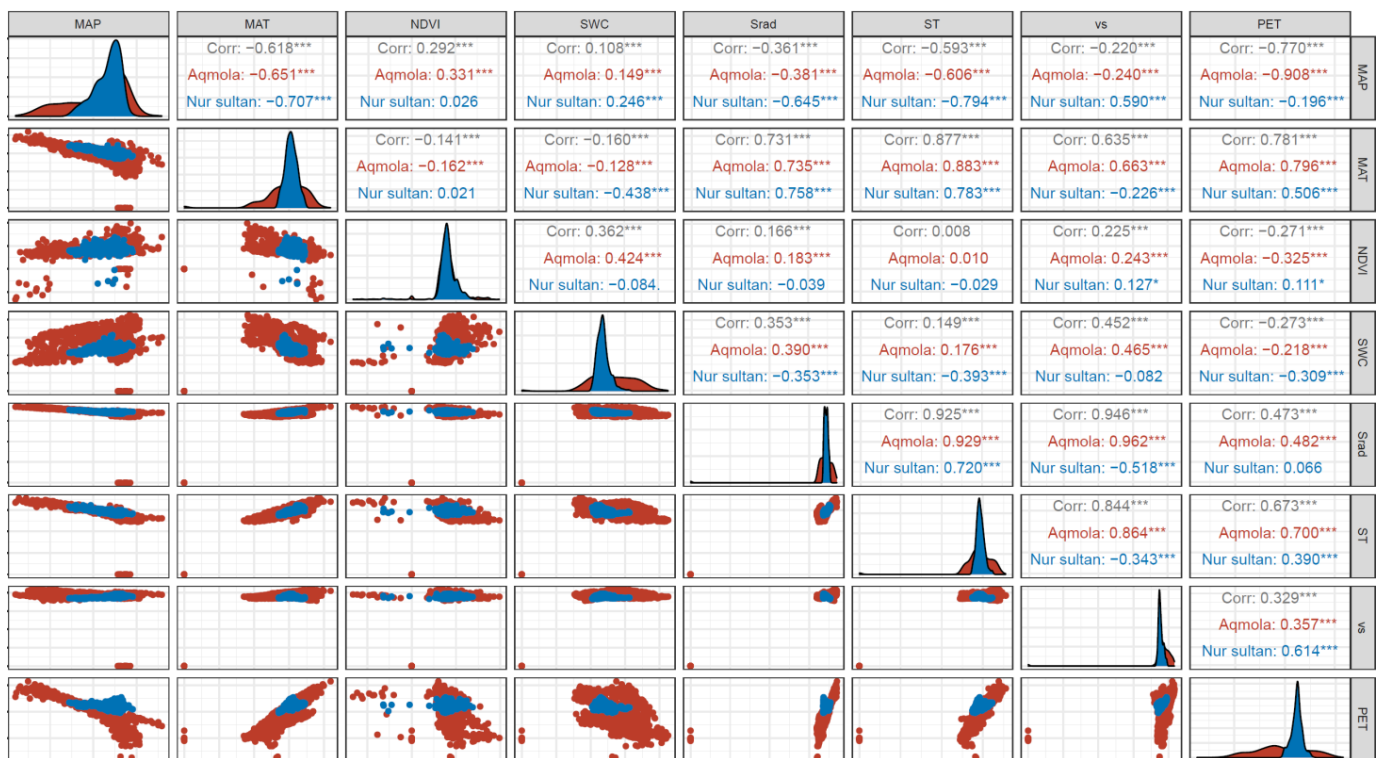 MAP MAT NDVI SWC Srad ST vs PET
Corr: −0.618*** Corr: 0.292*** Corr: 0.108*** Corr: −0.361*** Corr: −0.593*** Corr: −0.220*** Corr: −0.770***
Aqmola: −0.651*** Aqmola: 0.331*** Aqmola: 0.149*** Aqmola: −0.381*** Aqmola: −0.606*** Aqmola: −0.240*** Aqmola: −0.908***
Nur sultan: −0.707*** Nur sultan: 0.026 Nur sultan: 0.246*** Nur sultan: −0.645*** Nur sultan: −0.794*** Nur sultan: 0.590*** Nur sultan: −0.196***
MAP
Corr: −0.141*** Corr: −0.160*** Corr: 0.731*** Corr: 0.877*** Corr: 0.635*** Corr: 0.781***
Aqmola: −0.162*** Aqmola: −0.128*** Aqmola: 0.735*** Aqmola: 0.883*** Aqmola: 0.663*** Aqmola: 0.796***
Nur sultan: 0.021 Nur sultan: −0.438*** Nur sultan: 0.758*** Nur sultan: 0.783*** Nur sultan: −0.226*** Nur sultan: 0.506***
MAT
Corr: 0.362*** Corr: 0.166*** Corr: 0.008 Corr: 0.225*** Corr: −0.271***
Aqmola: 0.424*** Aqmola: 0.183*** Aqmola: 0.010 Aqmola: 0.243*** Aqmola: −0.325***
Nur sultan: −0.084. Nur sultan: −0.039 Nur sultan: −0.029 Nur sultan: 0.127* Nur sultan: 0.111*
NDVI
Corr: 0.353*** Corr: 0.149*** Corr: 0.452*** Corr: −0.273***
Aqmola: 0.390*** Aqmola: 0.176*** Aqmola: 0.465*** Aqmola: −0.218***
Nur sultan: −0.353*** Nur sultan: −0.393*** Nur sultan: −0.082 Nur sultan: −0.309***
SWC
Corr: 0.925*** Corr: 0.946*** Corr: 0.473***
Aqmola: 0.929*** Aqmola: 0.962*** Aqmola: 0.482***
Nur sultan: 0.720*** Nur sultan: −0.518*** Nur sultan: 0.066
Srad
Corr: 0.844*** Corr: 0.673***
Aqmola: 0.864*** Aqmola: 0.700***
Nur sultan: −0.343*** Nur sultan: 0.390***
ST
Corr: 0.329***
Aqmola: 0.357***
Nur sultan: 0.614***
vs
PET